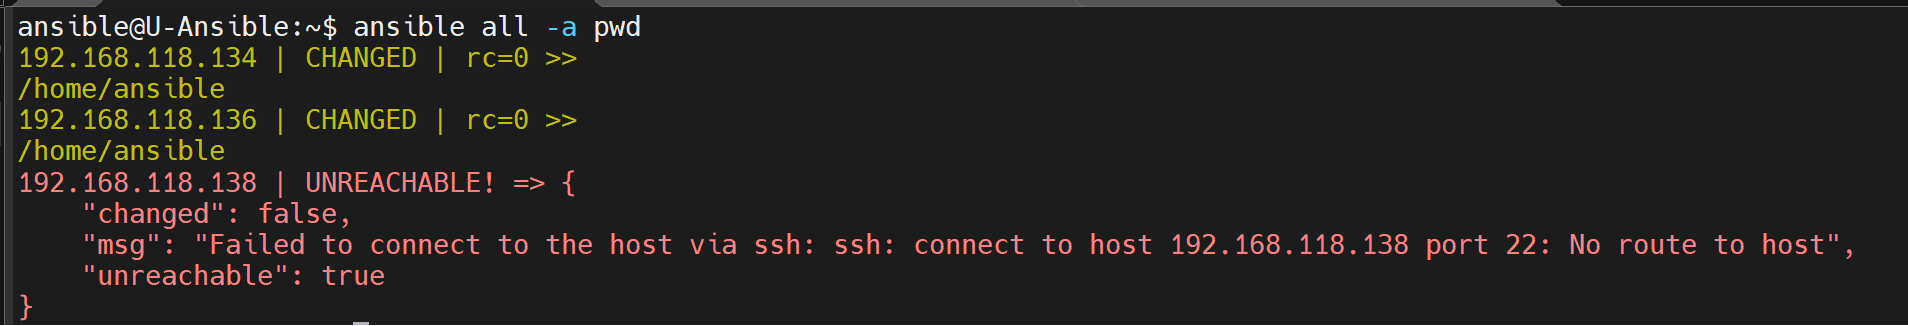 ansible@U-Ansible:~$ ansible all -a pwd
192.168.118.134 | CHANGED | rc=0 >>
/home/ansible
192.168.118.136 | CHANGED | rc=0 >>
/home/ansible
192.168.118.138 | UNREACHABLE! => {
    "changed": false,
    "msg": "Failed to connect to the host via ssh: ssh: connect to host 192.168.118.138 port 22: No route to host",
    "unreachable": true
}